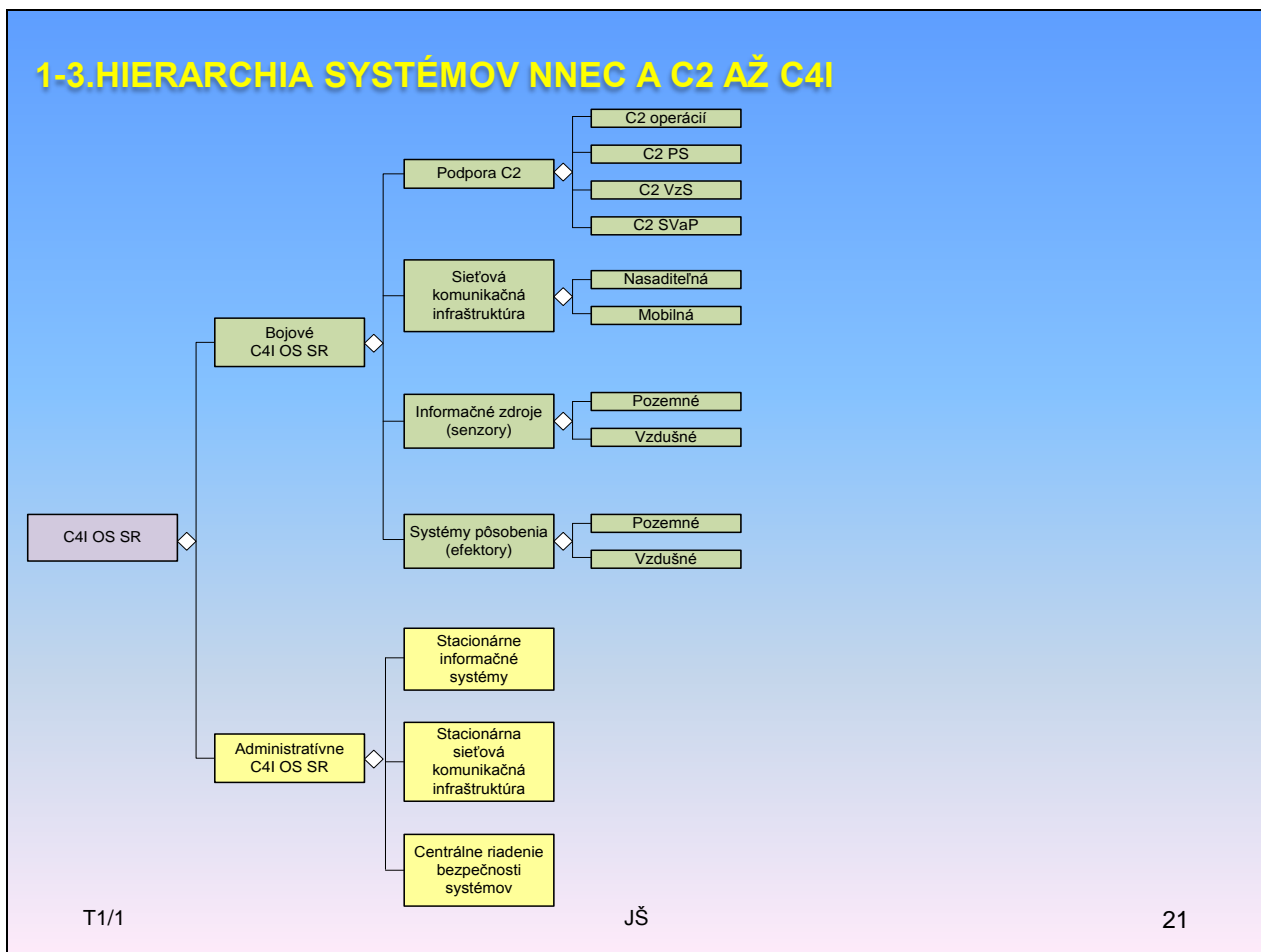 1-3.HIERARCHIA SYSTÉMOV NNEC A C2 AŽ C4I
C4I OS SR
Bojové
C4I OS SR
Podpora C2
C2 operácií
C2 PS
C2 VzS
C2 SVaP
Sieťová
komunikačná
infraštruktúra
Nasaditeľná
Mobilná
Informačné zdroje
(senzory)
Pozemné
Vzdušné
Systémy pôsobenia
(efektory)
Pozemné
Vzdušné
Administratívne
C4I OS SR
Stacionárne
informačné
systémy
Stacionárna
sieťová
komunikačná
infraštruktúra
Centrálne riadenie
bezpečnosti
systémov
T1/1
JŠ
21